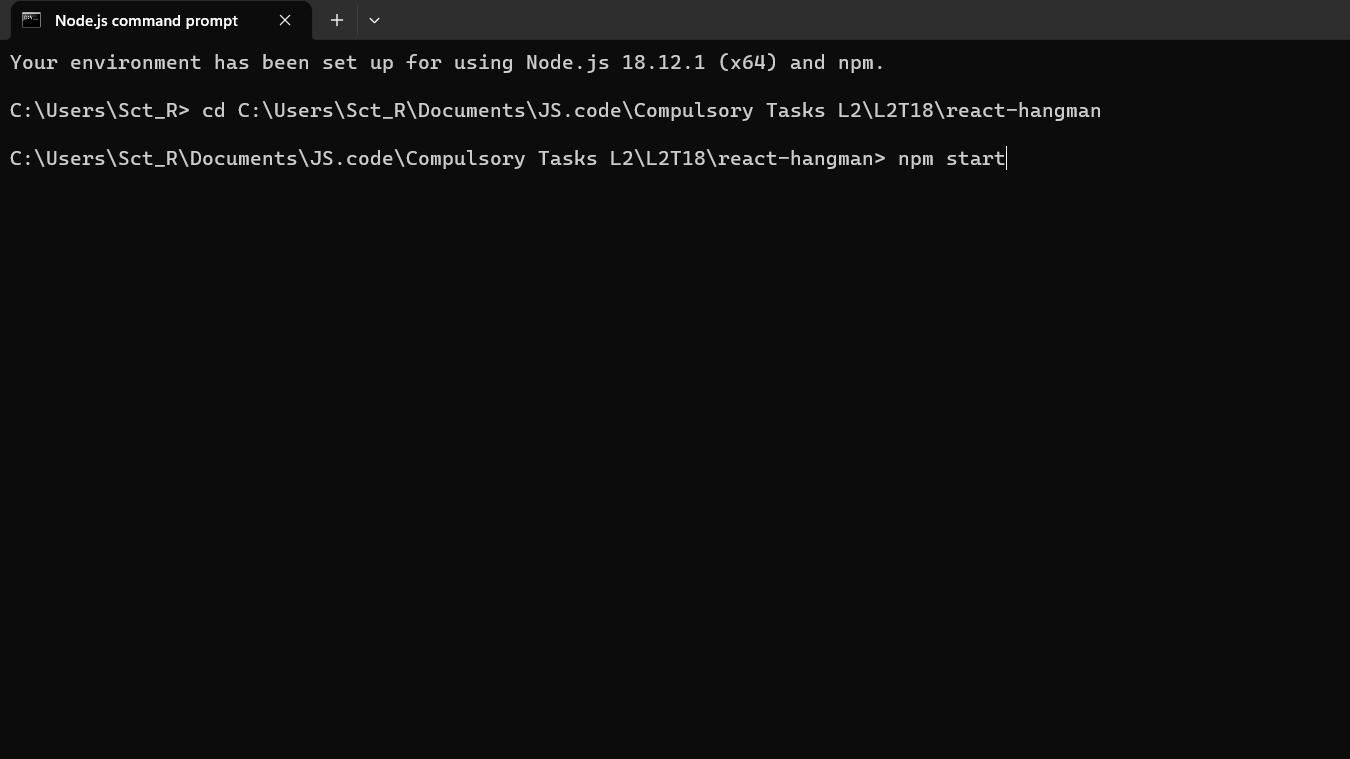 Node.js command prompt
Your environment has been set up for using Node.js 18.12.1 (x64) and npm.
C:\Users\Sct_R> cd C:\Users\Sct_R\Documents\JS.code\Compulsory Tasks L2\L2T18\react-hangman
C:\Users\Sct_R\Documents\JS.code\Compulsory Tasks L2\L2T18\react-hangman> npm start